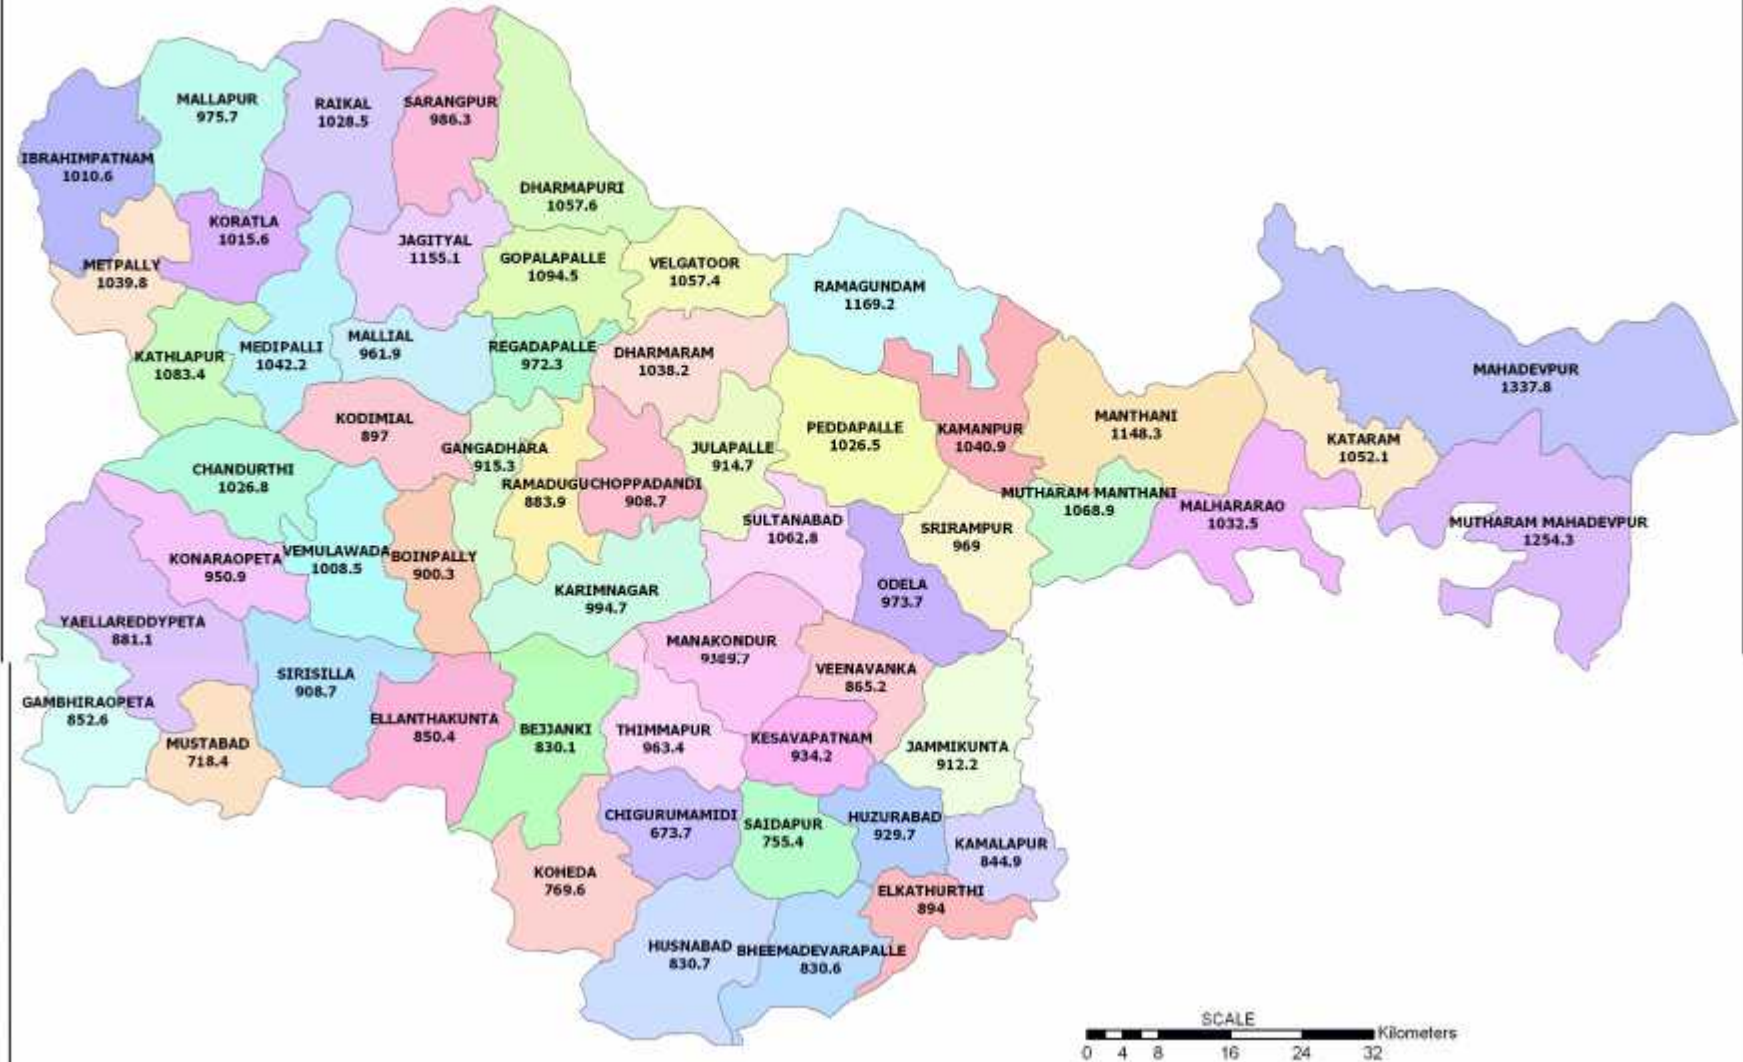 MALLAPUR
975.7
RAIKAL
1028.5
SARANGPUR
986.3
IBRAHIMPATNAM
1010.6
DHARMAPURI
1057.6
KORATLA
1015.6
JAGITYAL
1155.1
METPALLY
1039.8
GOPALAPALLE
1094.5
VELGATOOR
1057.4
RAMAGUNDAM
1169.2
KATHLAPUR
1083.4
MEDIPALLI
1042.2
MALLIAL
961.9
REGADAPALLE
972.3
DHARMARAM
1038.2
MAHADEVPUR
1337.8
KODIMIAL
897
GANGADHARA
915.3
JULAPALLE
914.7
PEDDAPALLE
1026.5
KAMANPUR
1040.9
MANTHANI
1148.3
KATARAM
1052.1
CHANDURTHI
1026.8
RAMADUGU
883.9
CHOPPADANDI
908.7
MUTHARAM MANTHANI
1068.9
MALHARARAO
1032.5
MUTHARAM MAHADEVPUR
1254.3
SULTANABAD
1062.8
SRIRAMPUR
969
KONARAOPETA
950.9
VEMULAWADA
1008.5
BOINPALLY
900.3
KARIMNAGAR
994.7
ODELA
973.7
YAELLAREDDYPETA
881.1
MANAKONDUR
VEENAVANKA
865.2
SIRISILLA
908.7
GAMBHIRAOPETA
852.6
MUSTABAD
718.4
ELLANTHAKUNTA
850.4
BEJJANKI
830.1
THIMMAPUR
963.4
KESAVAPATNAM
934.2
JAMMIKUNTA
912.2
CHIGURUMAMIDI
673.7
SAIDAPUR
755.4
HUZURABAD
929.7
KAMALAPUR
844.9
KOHEDA
769.6
ELKATHURTHI
894
HUSNABAD
830.7
BHEEMADEVARAPALLE
830.6
SCALE
Kilometers
0 4 8 16 24 32